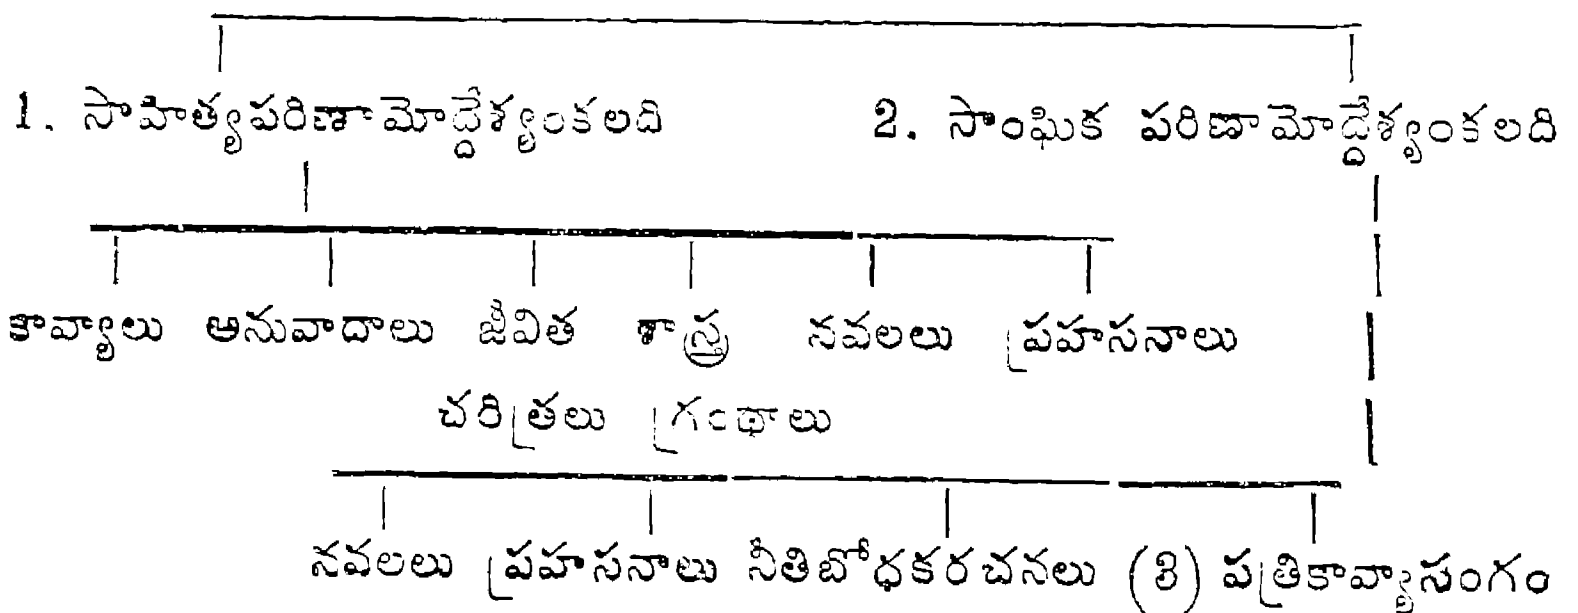 1. సాహిత్యపరిణామోద్దేశ్యంకలది 2. సాంఘిక పరిణామోద్దేశ్యంకలది
కావ్యాలు అనువాదాలు జీవిత శాస్త్ర నవలలు ప్రహసనాలు
చరిత్రలు గ్రంథాలు
నవలలు ప్రహసనాలు నీతిబోధకరచనలు (3) పత్రికావ్యాసంగం